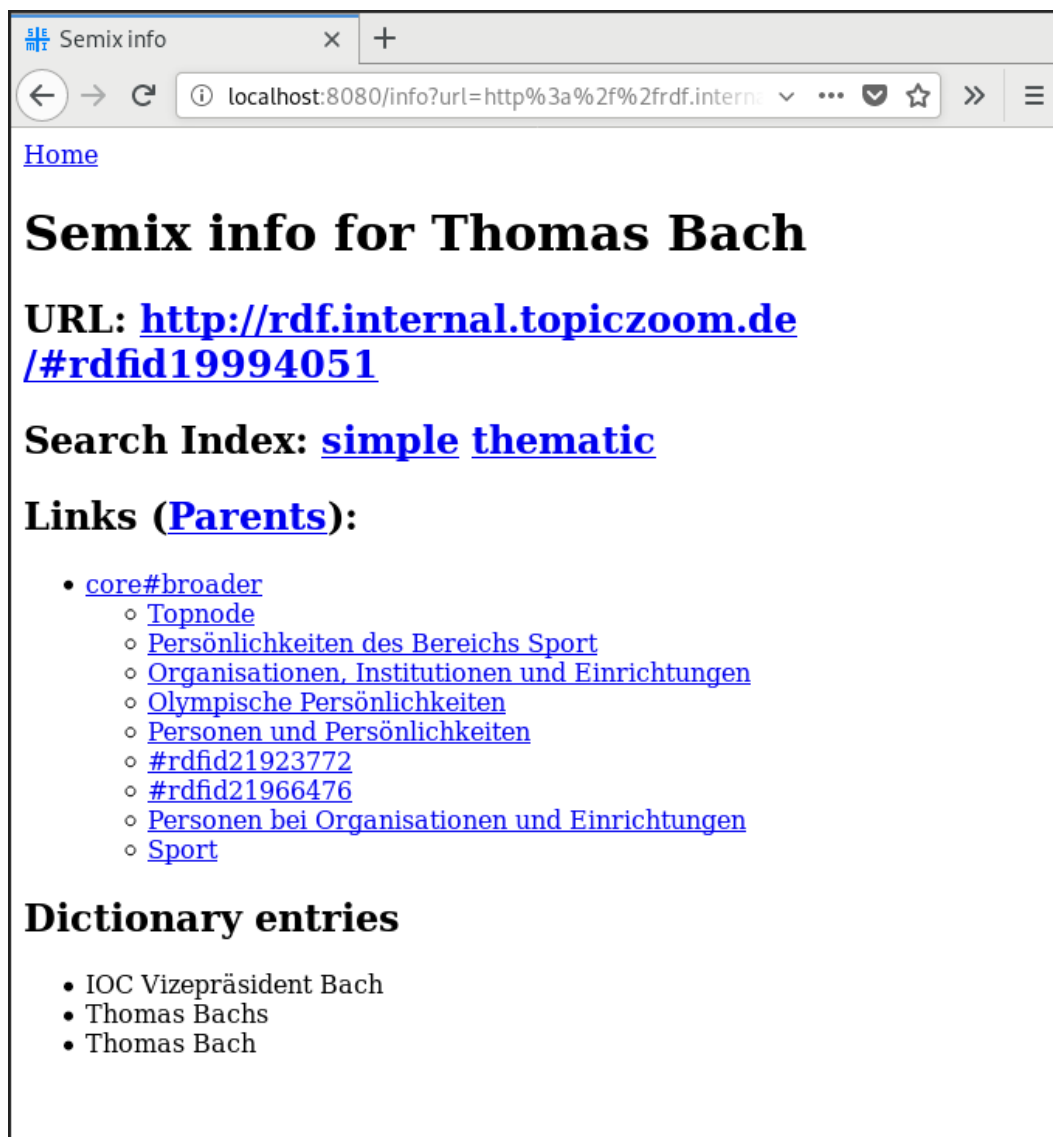 Semix info
localhost:8080/info?url=http%3a%2f%2frdf.intern
Home
Semix info for Thomas Bach
URL: http://rdf.internal.topiczoom.de
/#rdfid19994051
Search Index: simple thematic
Links (Parents):
core#broader
Topnode
Persönlichkeiten des Bereichs Sport
Organisationen, Institutionen und Einrichtungen
Olympische Persönlichkeiten
Personen und Persönlichkeiten
#rdfid21923772
#rdfid21966476
Personen bei Organisationen und Einrichtungen
Sport
Dictionary entries
IOC Vizepräsident Bach
Thomas Bachs
Thomas Bach